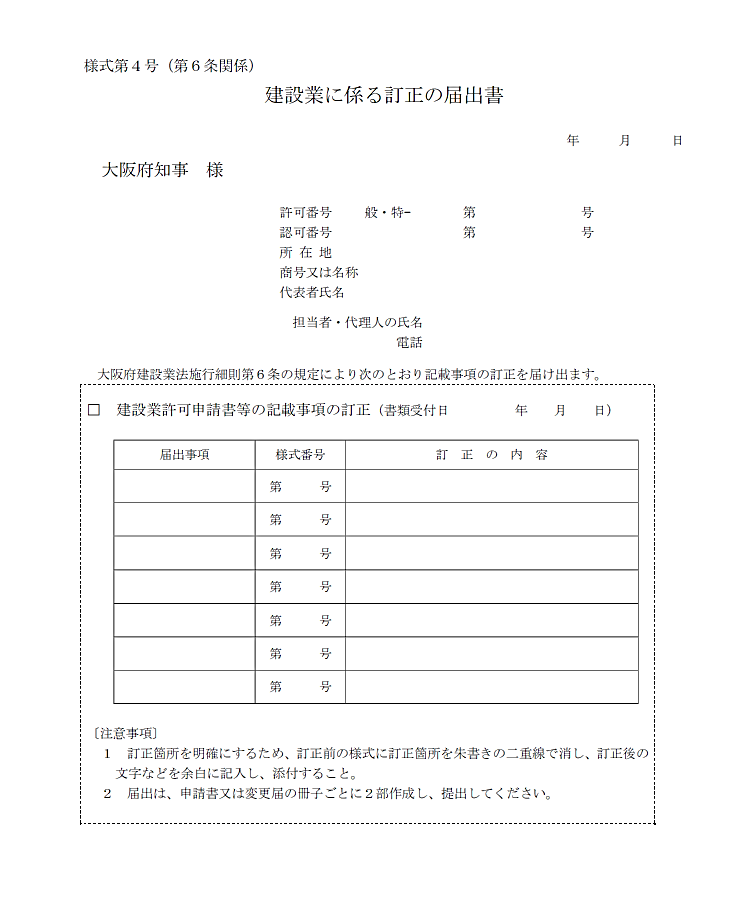 様式第4号（第6条関係）
建設業に係る訂正の届出書
年　　　月　　　日
大阪府知事　様
許可番号　　般・特−　　　　第　　　　　　　　号
認可番号　　　　　　　　　　第　　　　　　　　号
所 在 地
商号又は名称
代表者氏名
担当者・代理人の氏名
電話
大阪府建設業法施行細則第6条の規定により次のとおり記載事項の訂正を届け出ます。
□　建設業許可申請書等の記載事項の訂正（書類受付日　　　　　年　　月　　日）
届出事項　様式番号　訂　正　の　内　容
第　　　号
第　　　号
第　　　号
第　　　号
第　　　号
第　　　号
第　　　号
〔注意事項〕
1　訂正箇所を明確にするため、訂正前の様式に訂正箇所を朱書きの二重線で消し、訂正後の
文字などを余白に記入し、添付すること。
2　届出は、申請書又は変更届の冊子ごとに2部作成し、提出してください。